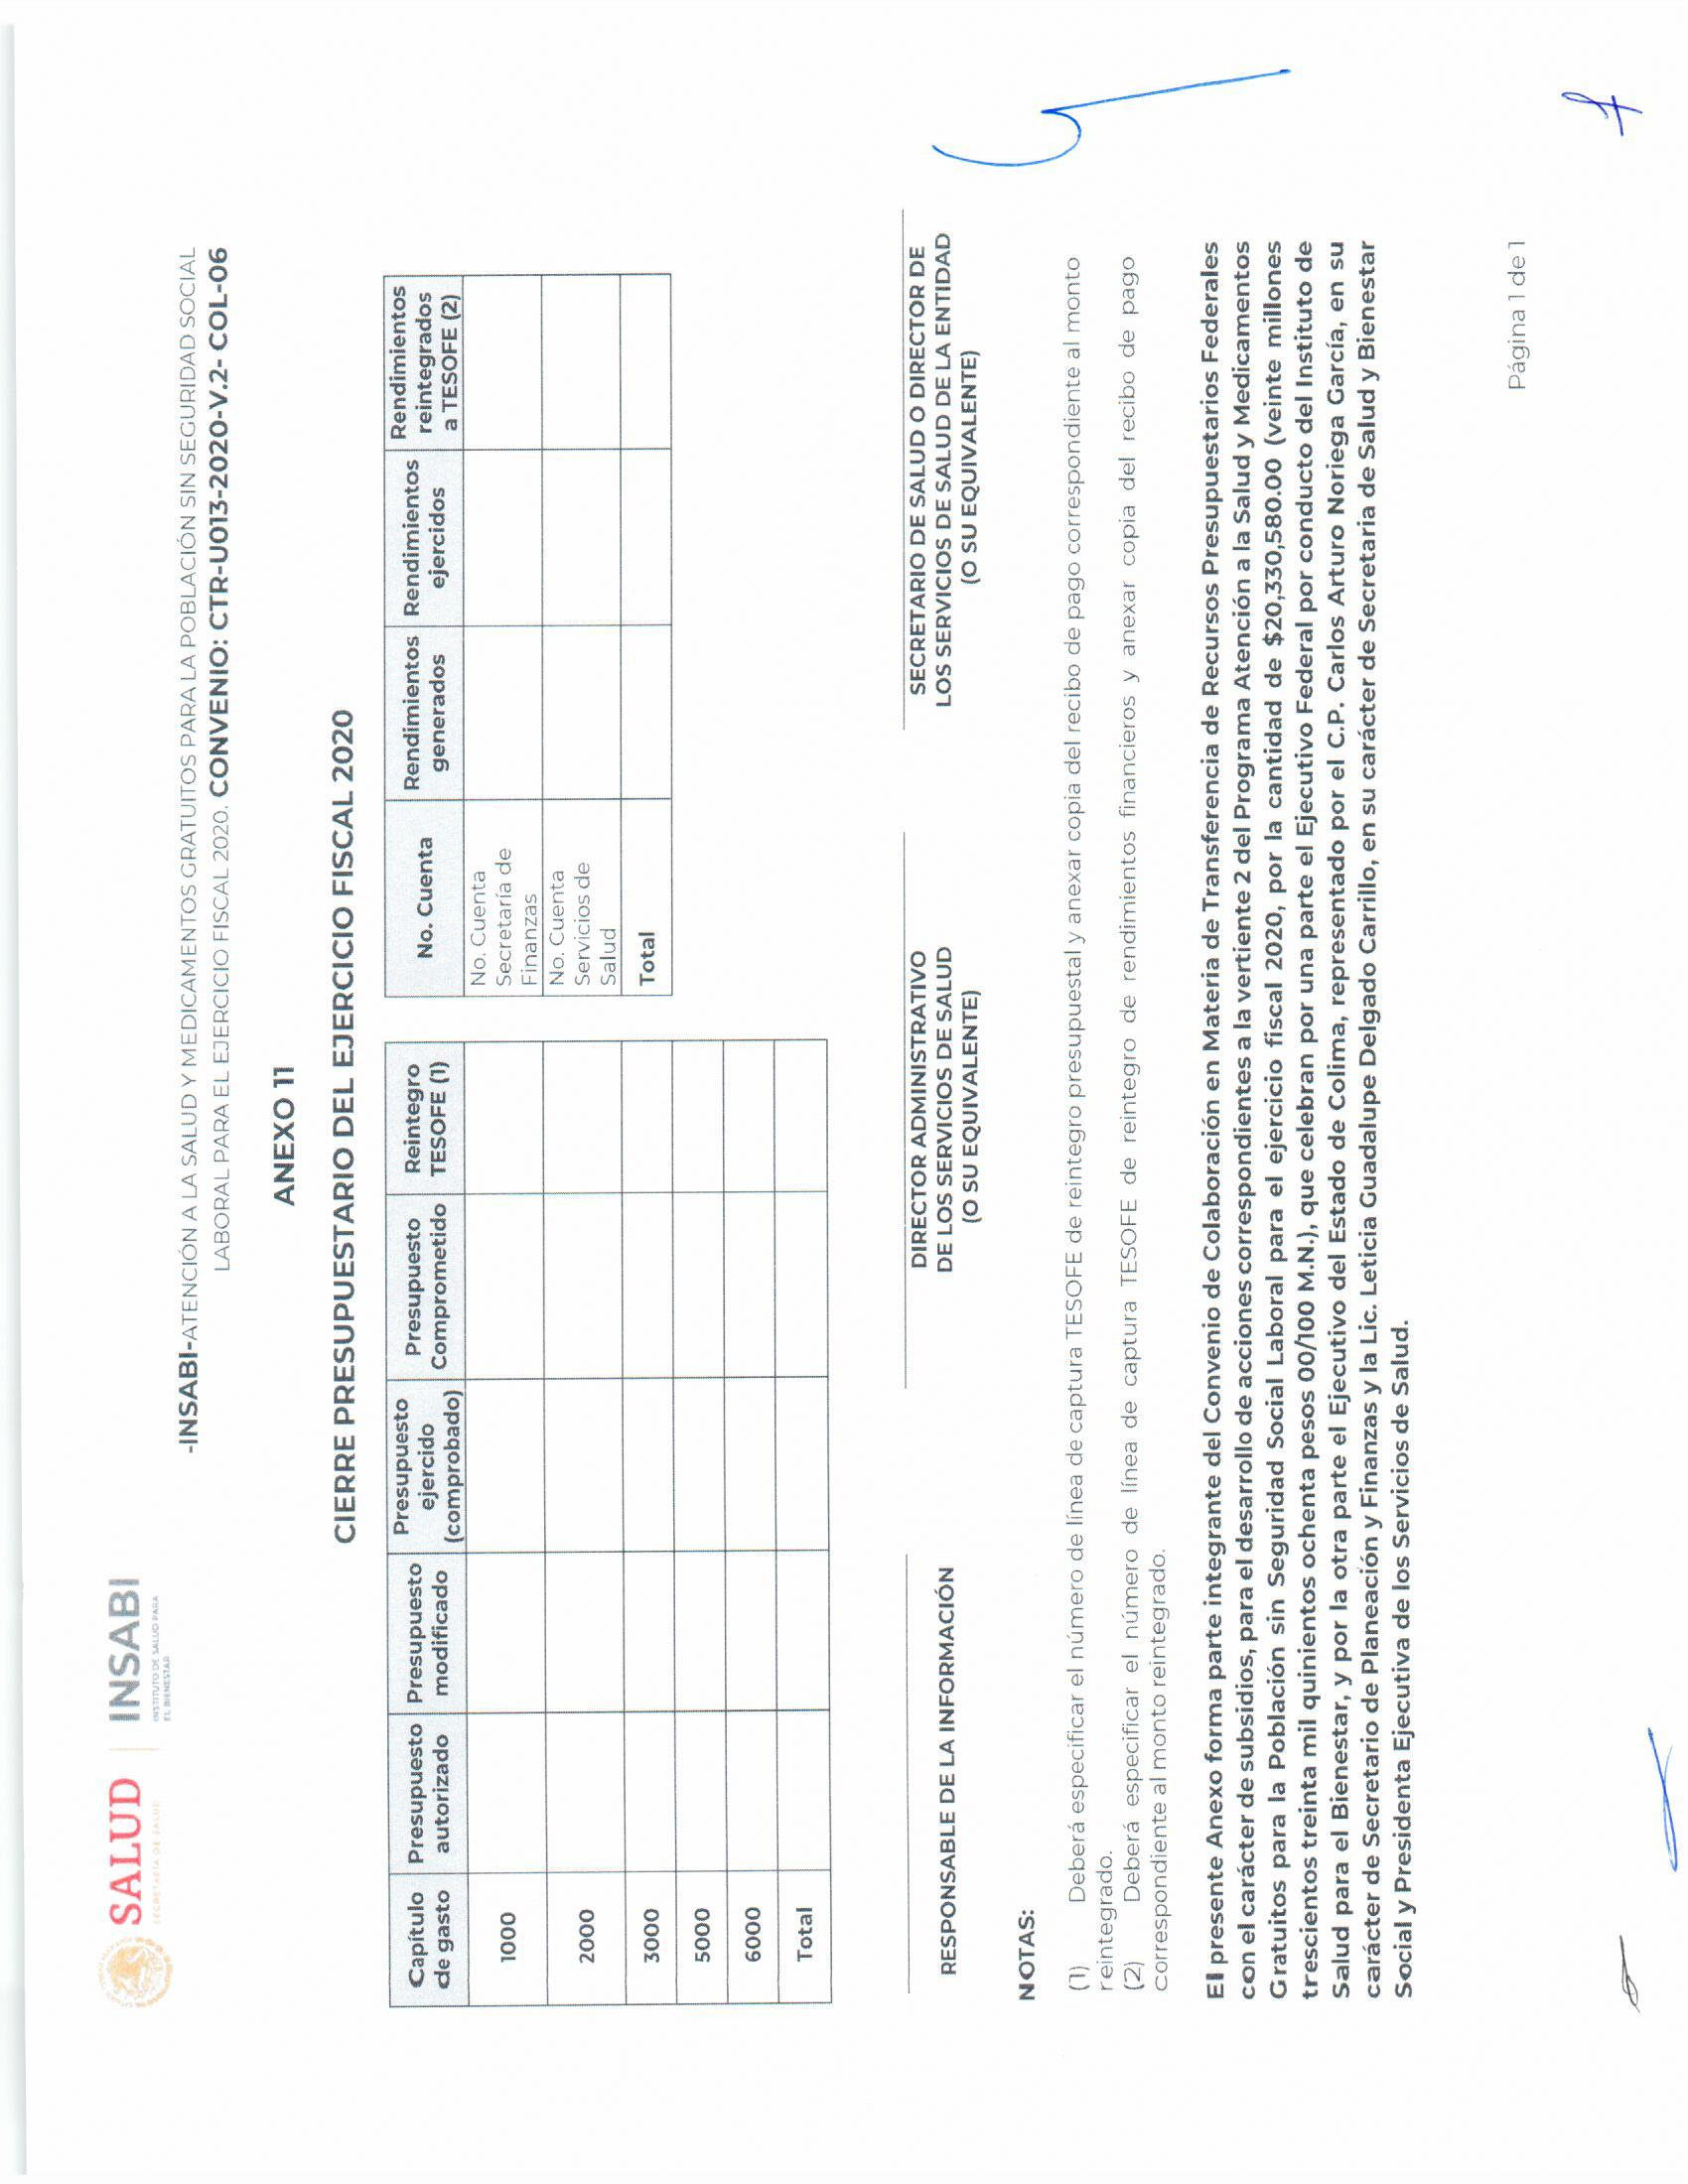 SALUD
SECRETARÍA DE SALUD
INSABI
INSTITUTO DE SALUD PARA
EL BIENESTAR
-INSABI-ATENCIÓN A LA SALUD Y MEDICAMENTOS GRATUITOS PARA LA POBLACIÓN SIN SEGURIDAD SOCIAL
LABORAL PARA EL EJERCICIO FISCAL 2020. CONVENIO: CTR-U013-2020-V.2- COL-06
ANEXO 11
CIERRE PRESUPUESTARIO DEL EJERCICIO FISCAL 2020
Capítulo
de gasto
Presupuesto
autorizado
Presupuesto
modificado
Presupuesto
ejercido
(comprobado)
Presupuesto
Comprometido
Reintegro
TESOFE (1)
1000
2000
3000
5000
6000
Total
No. Cuenta
Rendimientos
generados
Rendimientos
ejercidos
Rendimientos
reintegrados
a TESOFE (2)
No. Cuenta
Secretaría de
Finanzas
No. Cuenta
Servicios de
Salud
Total
RESPONSABLE DE LA INFORMACIÓN
DIRECTOR ADMINISTRATIVO
DE LOS SERVICIOS DE SALUD
(O SU EQUIVALENTE)
SECRETARIO DE SALUD O DIRECTOR DE
LOS SERVICIOS DE SALUD DE LA ENTIDAD
(O SU EQUIVALENTE)
NOTAS:
(1) Deberá especificar el número de línea de captura TESOFE de reintegro presupuestal y anexar copia del recibo de pago correspondiente al monto
reintegrado.
(2) Deberá especificar el número de línea de captura TESOFE de reintegro de rendimientos financieros y anexar copia del recibo de pago
correspondiente al monto reintegrado.
El presente Anexo forma parte integrante del Convenio de Colaboración en Materia de Transferencia de Recursos Presupuestarios Federales
con el carácter de subsidios, para el desarrollo de acciones correspondientes a la vertiente 2 del Programa Atención a la Salud y Medicamentos
Gratuitos para la Población sin Seguridad Social Laboral para el ejercicio fiscal 2020, por la cantidad de $20,330,580.00 (veinte millones
trescientos treinta mil quinientos ochenta pesos 00/100 M.N.), que celebran por una parte el Ejecutivo Federal por conducto del Instituto de
Salud para el Bienestar, y por la otra parte el Ejecutivo del Estado de Colima, representado por el C.P. Carlos Arturo Noriega García, en su
carácter de Secretario de Planeación y Finanzas y la Lic. Leticia Guadalupe Delgado Carrillo, en su carácter de Secretaria de Salud y Bienestar
Social y Presidenta Ejecutiva de los Servicios de Salud.
Página 1 de 1